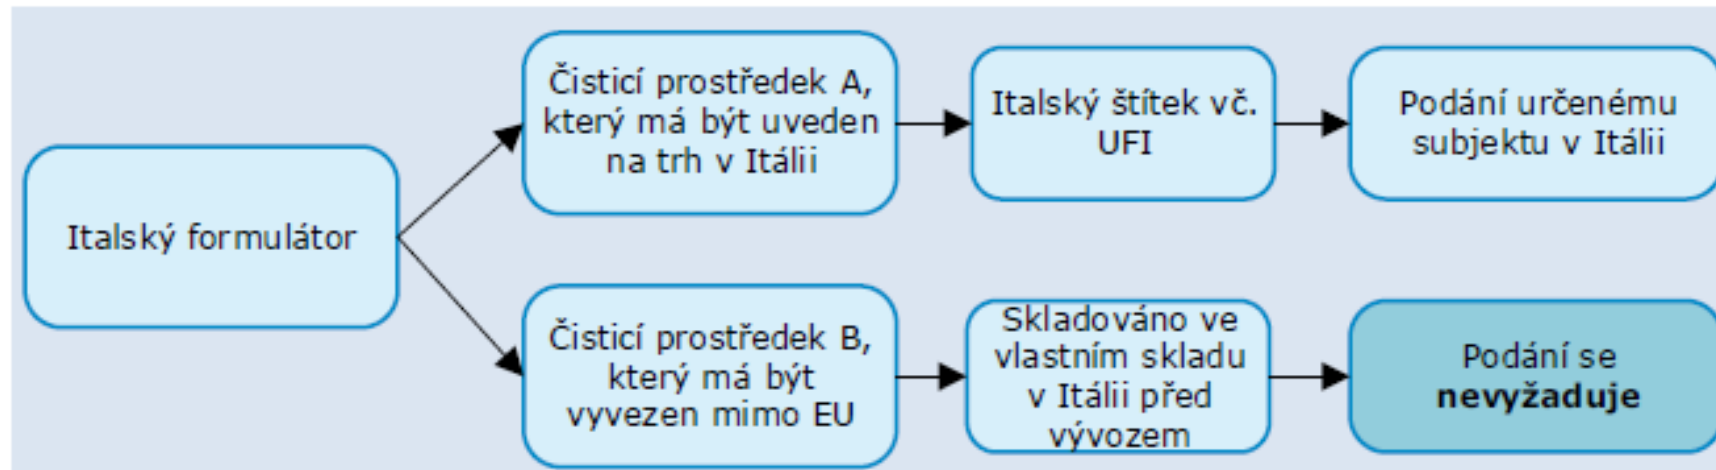 Italský formulátor
Čisticí prostředek A,
který má být uveden
na trh v Itálii
Italský štítek vč.
UFI
Podání určenému
subjektu v Itálii
Čisticí prostředek B,
který má být
vyvezen mimo EU
Skladováno ve
vlastním skladu
v Itálii před
vývozem
Podání se
nevyžaduje